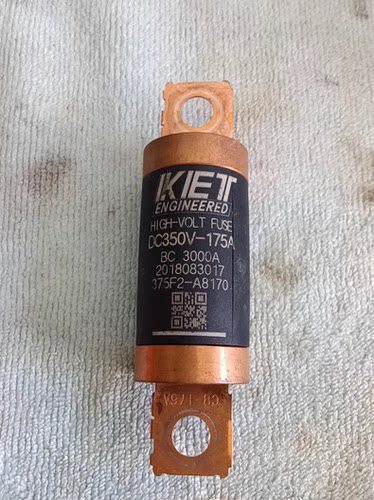 KET
ENGINEERED
HIGH-VOLT FUSE
DC350V-175A
BC 3000A
2018083017
375F2-A8170